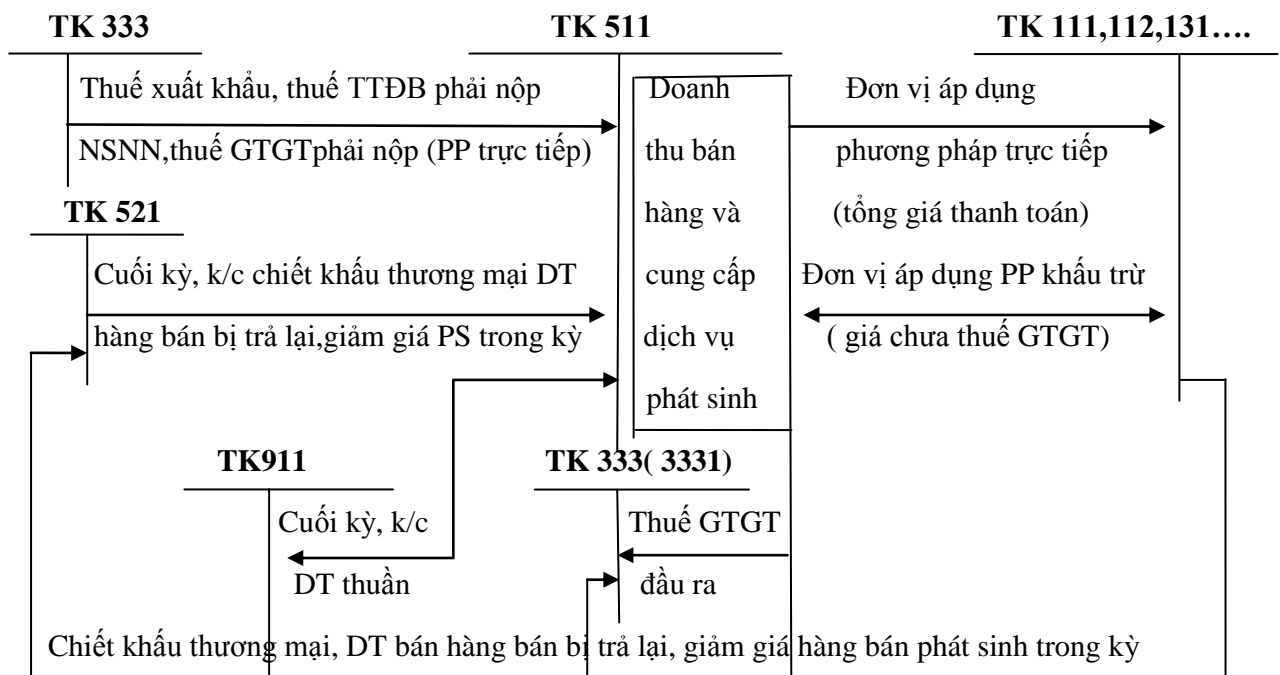 TK 333
TK 511
TK 111,112,131….
Thuế xuất khẩu, thuế TTĐB phải nộp
NSNN,thuế GTGTphải nộp (PP trực tiếp)
Doanh
thu bán
hàng và
cung cấp
dịch vụ
phát sinh
Đơn vị áp dụng
phương pháp trực tiếp
(tổng giá thanh toán)
Đơn vị áp dụng PP khấu trừ
( giá chưa thuế GTGT)
TK 521
Cuối kỳ, k/c chiết khấu thương mại DT
hàng bán bị trả lại,giảm giá PS trong kỳ
TK911
Cuối kỳ, k/c
DT thuần
TK 333( 3331)
Thuế GTGT
đầu ra
Chiết khấu thương mại, DT bán hàng bán bị trả lại, giảm giá hàng bán phát sinh trong kỳ